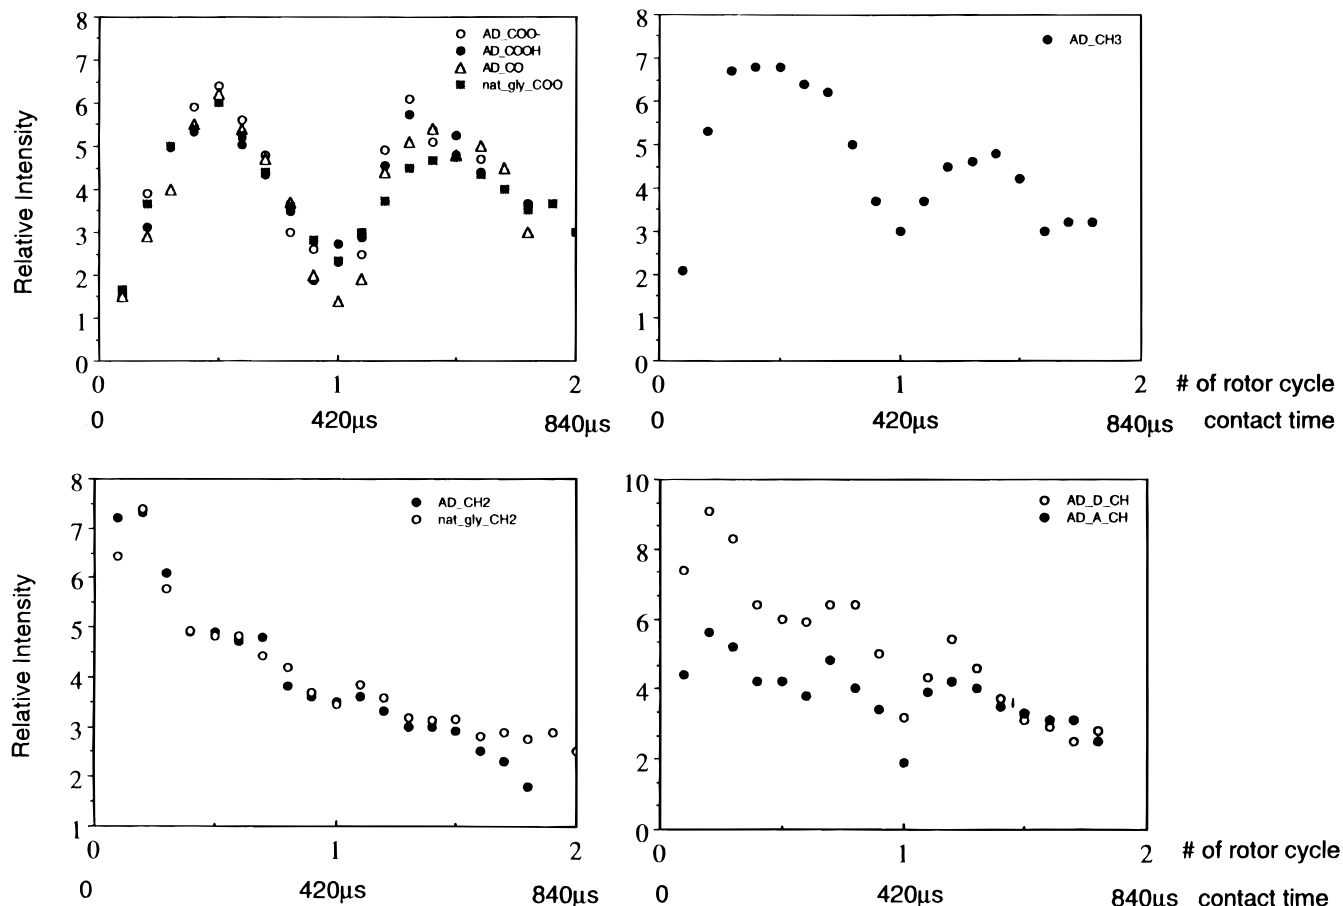 8
7
6
5
4
3
2
1
0
Relative Intensity
AD_COO-
AD_COOH
AD_CO
nat_gly_COO
0 1 2
0 420μs 840μs
8
7
6
5
4
3
2
1
0
AD_CH3
0 1 2 # of rotor cycle
0 420μs 840μs contact time
8
7
6
5
4
3
2
1
Relative Intensity
AD_CH2
nat_gly_CH2
0 1 2
0 420μs 840μs
10
8
6
4
2
0
AD_D_CH
AD_A_CH
0 1 2 # of rotor cycle
0 420μs 840μs contact time